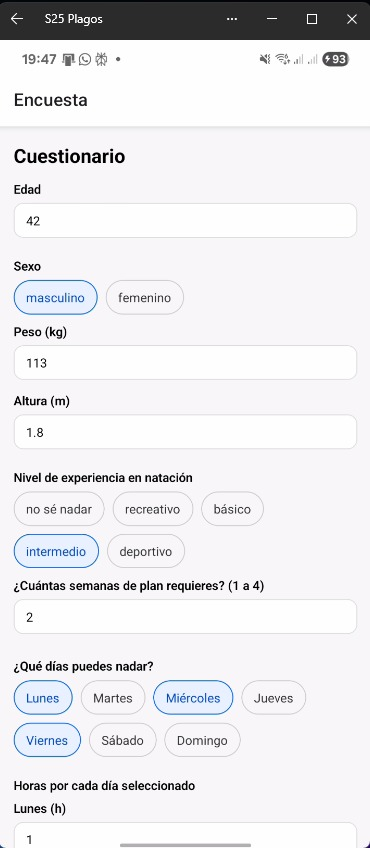 S25 Plagos
19:47
93
Encuesta
Cuestionario
Edad
42
Sexo
masculino femenino
Peso (kg)
113
Altura (m)
1.8
Nivel de experiencia en natación
no sé nadar recreativo básico
intermedio deportivo
¿Cuántas semanas de plan requieres? (1 a 4)
2
¿Qué días puedes nadar?
Lunes Martes Miércoles Jueves
Viernes Sábado Domingo
Horas por cada día seleccionado
Lunes (h)
1